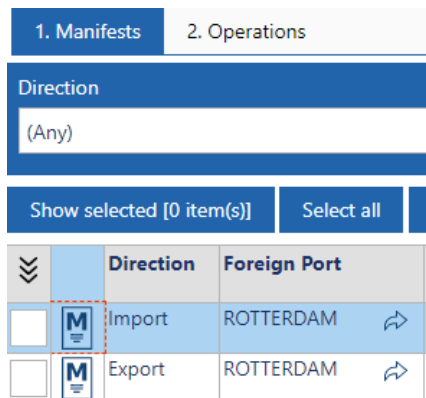 1. Manifests 2. Operations
Direction
(Any)
Show selected [0 item(s)] Select all
Direction Foreign Port
M Import ROTTERDAM
M Export ROTTERDAM